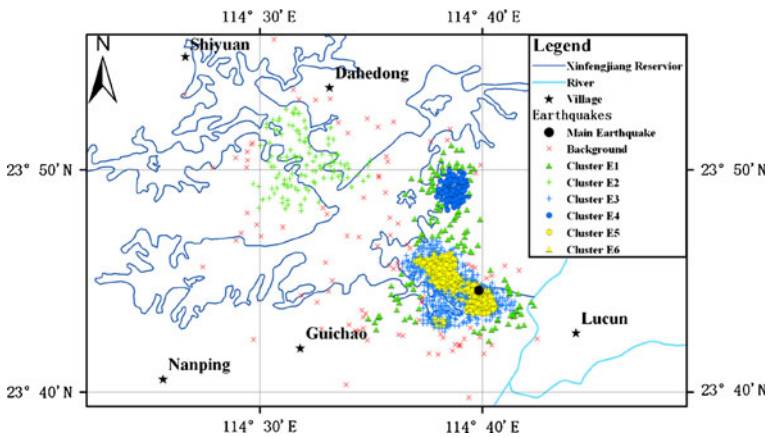 114° 30′ E
114° 40′ E
N
Shiyuan
Dahedong
Legend
Xinfengjiang Reservior
River
Village
Earthquakes
Main Earthquake
Background
Cluster E1
Cluster E2
Cluster E3
Cluster E4
Cluster E5
Cluster E6
23° 50′ N
23° 50′ N
Lucun
Guichao
Nanping
23° 40′ N
23° 40′ N
114° 30′ E
114° 40′ E